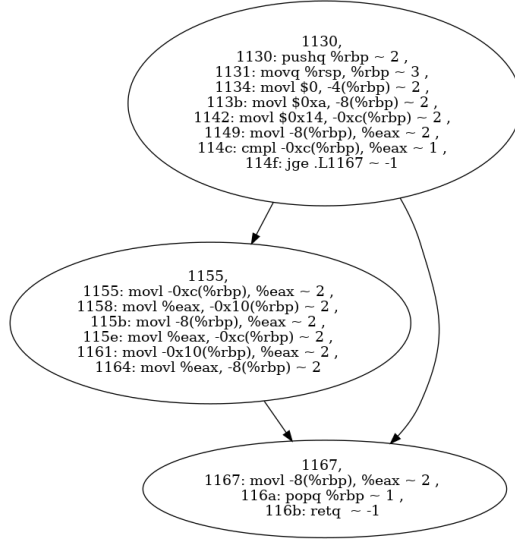 1130,
1130: pushq %rbp ~ 2 ,
1131: movq %rsp, %rbp ~ 3 ,
1134: movl $0, -4(%rbp) ~ 2 ,
113b: movl $0xa, -8(%rbp) ~ 2 ,
1142: movl $0x14, -0xc(%rbp) ~ 2 ,
1149: movl -8(%rbp), %eax ~ 2 ,
114c: cmpl -0xc(%rbp), %eax ~ 1 ,
114f: jge .L1167 ~ -1
1155,
1155: movl -0xc(%rbp), %eax ~ 2 ,
1158: movl %eax, -0x10(%rbp) ~ 2 ,
115b: movl -8(%rbp), %eax ~ 2 ,
115e: movl %eax, -0xc(%rbp) ~ 2 ,
1161: movl -0x10(%rbp), %eax ~ 2 ,
1164: movl %eax, -8(%rbp) ~ 2
1167,
1167: movl -8(%rbp), %eax ~ 2 ,
116a: popq %rbp ~ 1 ,
116b: retq  ~ -1